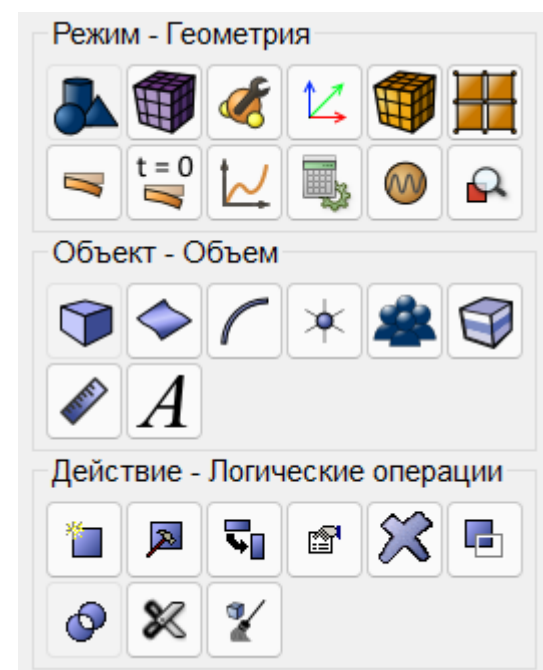 Режим - Геометрия
t = 0
Объект - Объем
A
Действие - Логические операции